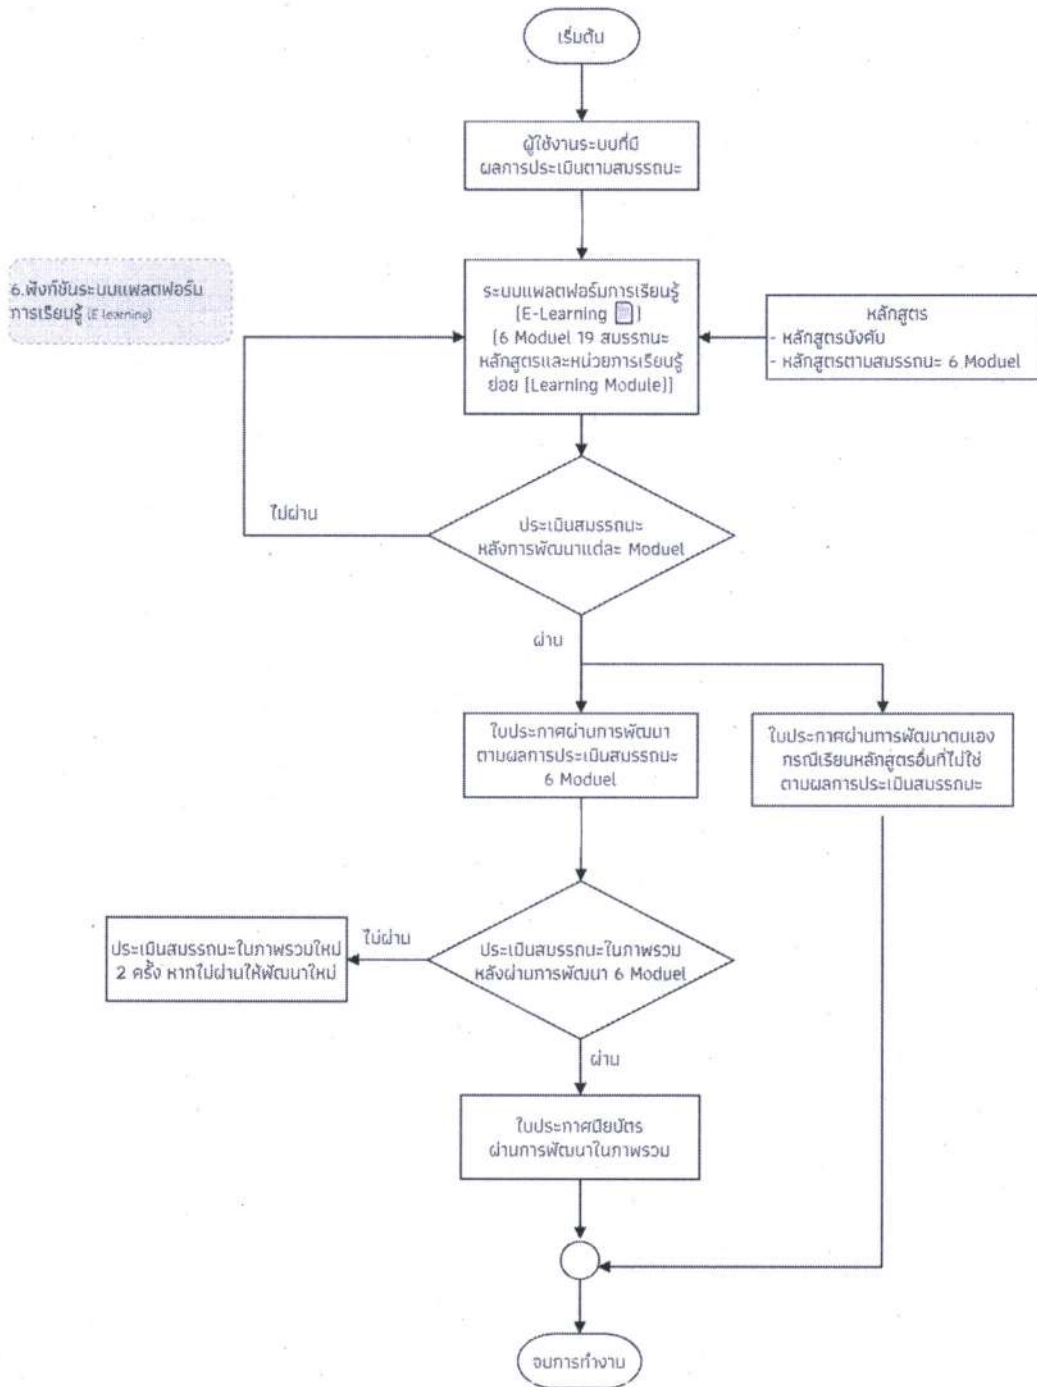 เริ่มต้น
ผู้ใช้งานระบบที่มี
ผลการประเมินตามสมรรถนะ
6.ฟังก์ชันระบบแพลตฟอร์ม
การเรียนรู้ (E learning)
ระบบแพลตฟอร์มการเรียนรู้
(E-Learning)
(6 Moduel 19 สมรรถนะ
หลักสูตรและหน่วยการเรียนรู้
ย่อย (Learning Module))
หลักสูตร
- หลักสูตรบังคับ
- หลักสูตรตามสมรรถนะ 6 Moduel
ไม่ผ่าน
ประเมินสมรรถนะ
หลังการพัฒนาแต่ละ Moduel
ผ่าน
ใบประกาศผ่านการพัฒนา
ตามผลการประเมินสมรรถนะ
6 Moduel
ใบประกาศผ่านการพัฒนาตนเอง
กรณีเรียนหลักสูตรอื่นที่ไม่ใช่
ตามผลการประเมินสมรรถนะ
ประเมินสมรรถนะในภาพรวมใหม่
2 ครั้ง หากไม่ผ่านให้พัฒนาใหม่
ไม่ผ่าน
ประเมินสมรรถนะในภาพรวม
หลังผ่านการพัฒนา 6 Moduel
ผ่าน
ใบประกาศนียบัตร
ผ่านการพัฒนาในภาพรวม
จบการทำงาน